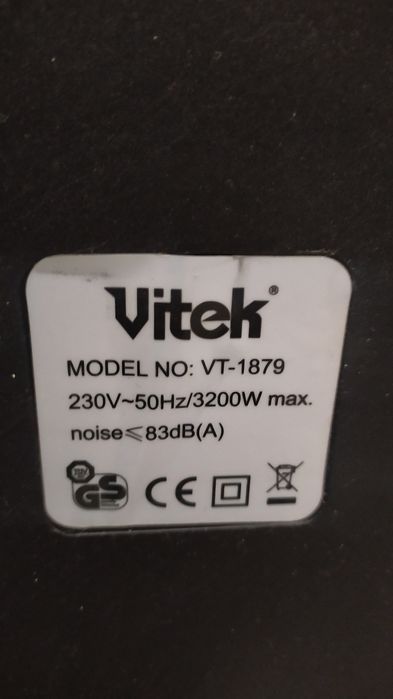 Vitek®
MODEL NO: VT-1879
230V~50Hz/3200W max.
noise≤83dB(A)
GS CE